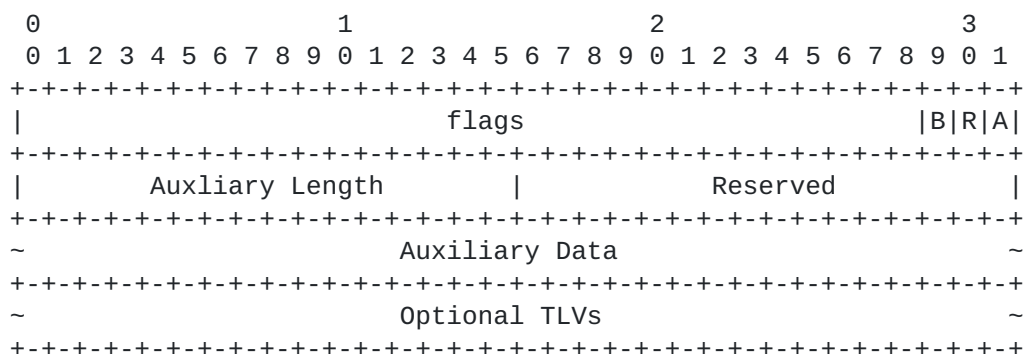 0                   1                   2                   3
 0 1 2 3 4 5 6 7 8 9 0 1 2 3 4 5 6 7 8 9 0 1 2 3 4 5 6 7 8 9 0 1
+-+-+-+-+-+-+-+-+-+-+-+-+-+-+-+-+-+-+-+-+-+-+-+-+-+-+-+-+-+-+-+-+
|                           flags                         |B|R|A|
+-+-+-+-+-+-+-+-+-+-+-+-+-+-+-+-+-+-+-+-+-+-+-+-+-+-+-+-+-+-+-+-+
|        Auxliary Length        |            Reserved           |
+-+-+-+-+-+-+-+-+-+-+-+-+-+-+-+-+-+-+-+-+-+-+-+-+-+-+-+-+-+-+-+-+
~                        Auxiliary Data                         ~
+-+-+-+-+-+-+-+-+-+-+-+-+-+-+-+-+-+-+-+-+-+-+-+-+-+-+-+-+-+-+-+-+
~                        Optional TLVs                          ~
+-+-+-+-+-+-+-+-+-+-+-+-+-+-+-+-+-+-+-+-+-+-+-+-+-+-+-+-+-+-+-+-+